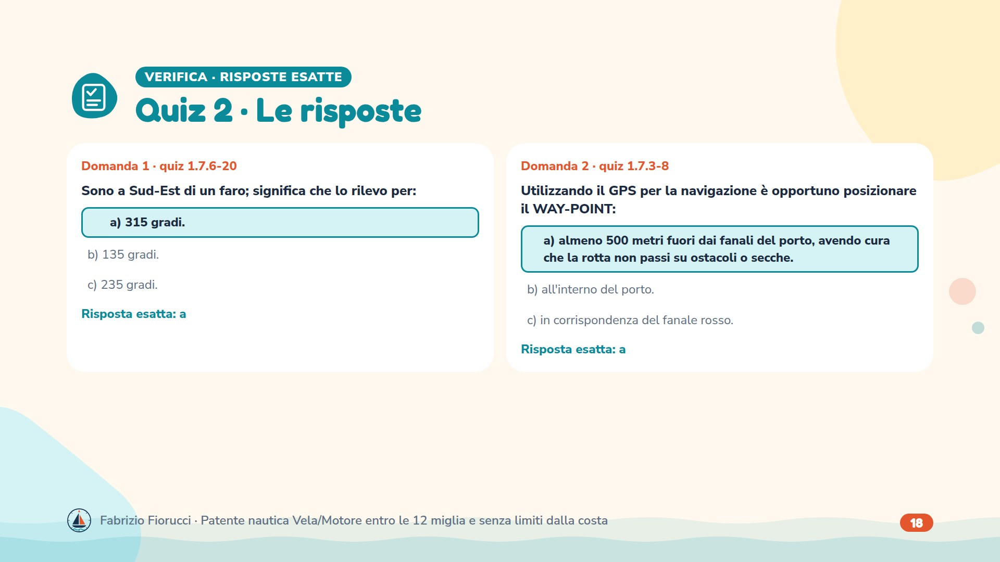 VERIFICA · RISPOSTE ESATTE
Quiz 2 · Le risposte
Domanda 1 · quiz 1.7.6-20
Sono a Sud-Est di un faro; significa che lo rilevo per:
a) 315 gradi.
b) 135 gradi.
c) 235 gradi.
Risposta esatta: a
Domanda 2 · quiz 1.7.3-8
Utilizzando il GPS per la navigazione è opportuno posizionare
il WAY-POINT:
a) almeno 500 metri fuori dai fanali del porto, avendo cura
che la rotta non passi su ostacoli o secche.
b) all'interno del porto.
c) in corrispondenza del fanale rosso.
Risposta esatta: a
Fabrizio Fiorucci · Patente nautica Vela/Motore entro le 12 miglia e senza limiti dalla costa
18